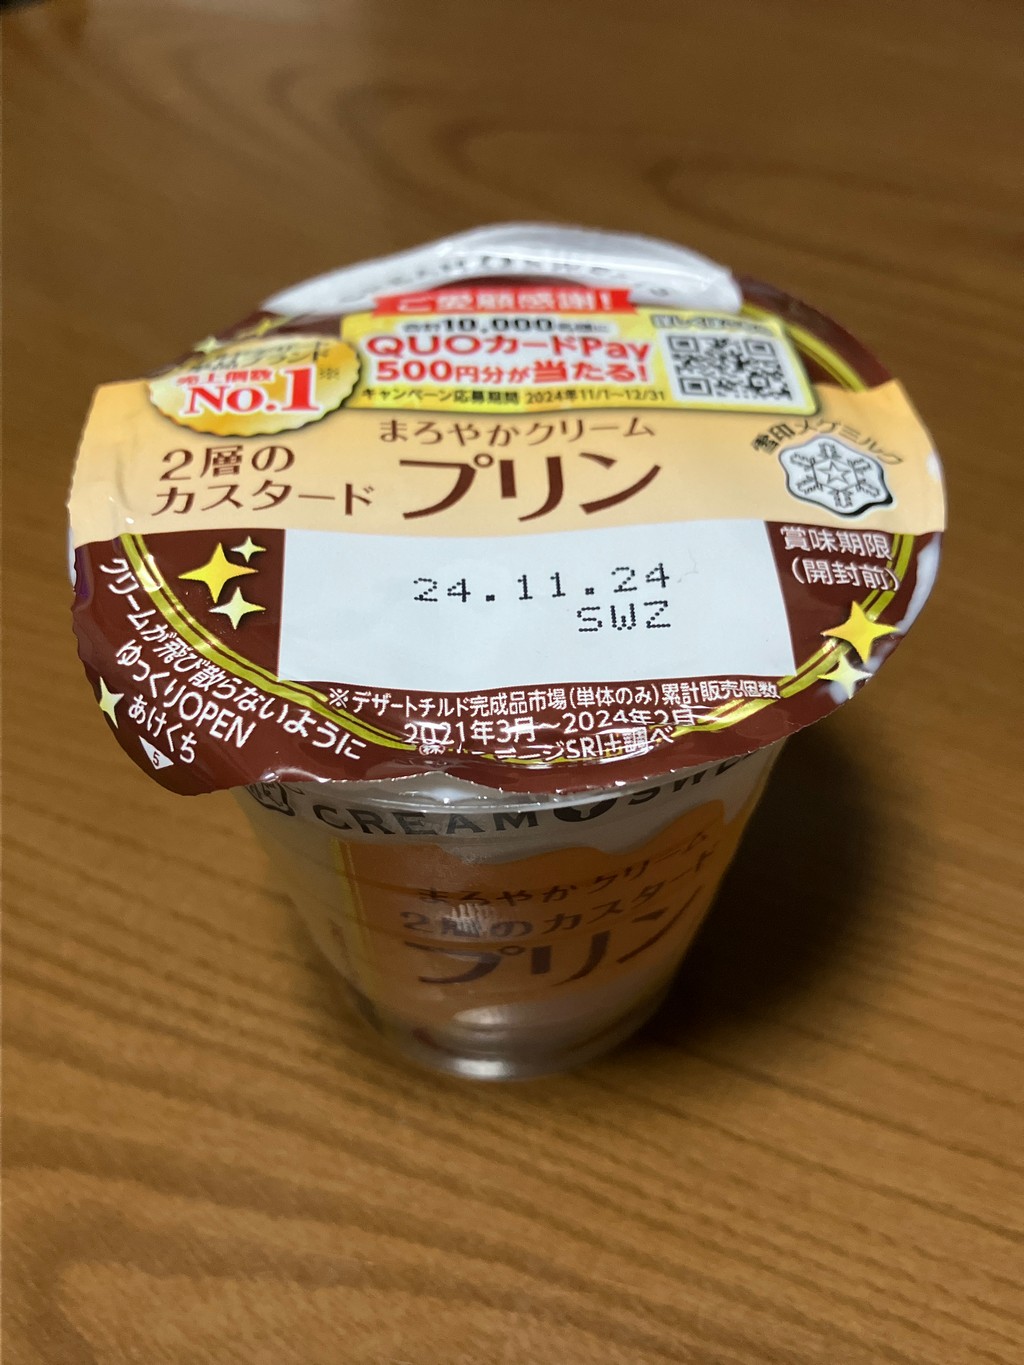 ご愛顧感謝!
合計10,000名様に
QUOカードPay
500円分が当たる!
キャンペーン応募期間 2024年11/1~12/31
売上個数
No.1
まろやかクリーム
2層の
カスタード
プリン
雪印メグミルク
24.11.24
SWZ
賞味期限
(開封前)
クリームが飛び散らないように
ゆっくりOPEN
あけくち
5
※デザートチルド完成品市場(単体のみ)累計販売個数
2021年3月~2024年2月
SRI
調べ
CREAM
まろやかクリーム
2層のカスタード
プリン